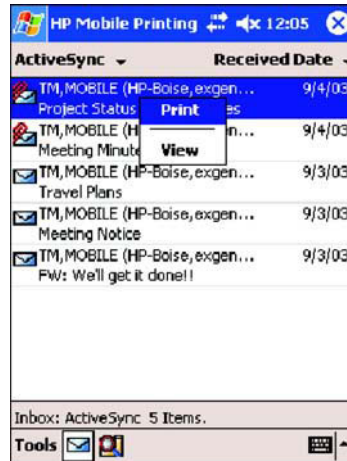 HP Mobile Printing 12:05
ActiveSync Received Date
TM,MOBILE (HP-Boise,exgen... 9/4/03
Project Status es
Print
TM,MOBILE (H n... 9/4/03
Meeting Minute
View
TM,MOBILE (HP-Boise,exgen... 9/3/03
Travel Plans
TM,MOBILE (HP-Boise,exgen... 9/3/03
Meeting Notice
TM,MOBILE (HP-Boise,exgen... 9/3/03
FW: We'll get it done!!
Inbox: ActiveSync 5 Items.
Tools